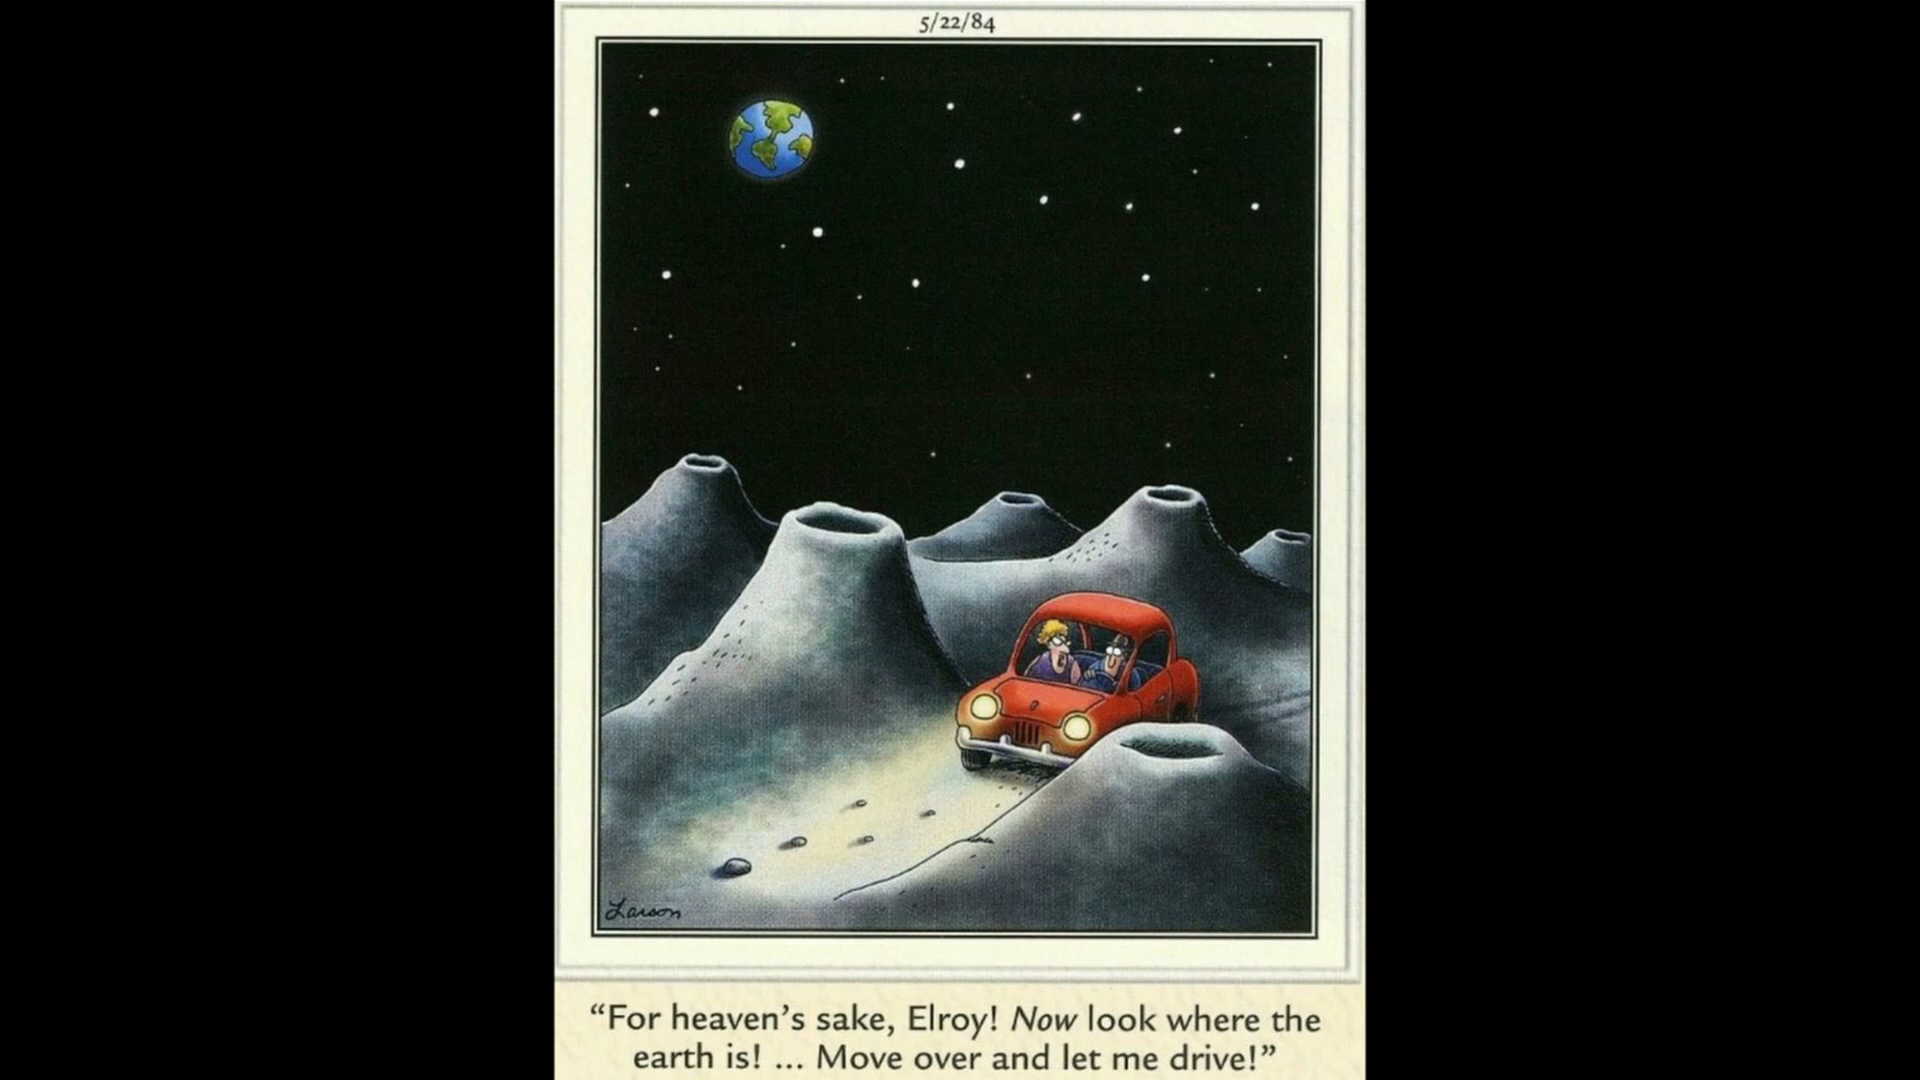 5/22/84
Larson
“For heaven’s sake, Elroy! Now look where the
earth is! ... Move over and let me drive!”